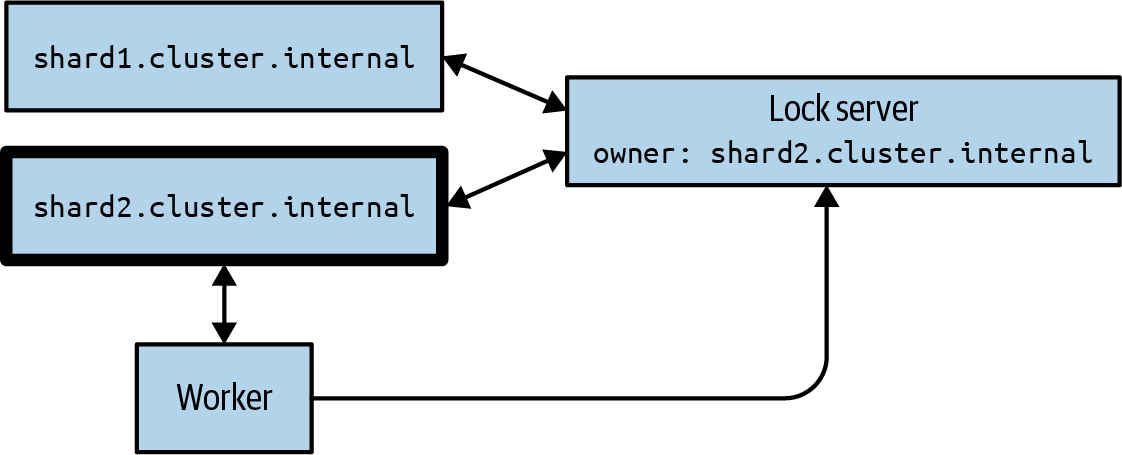 shard1.cluster.internal
Lock server
owner: shard2.cluster.internal
shard2.cluster.internal
Worker